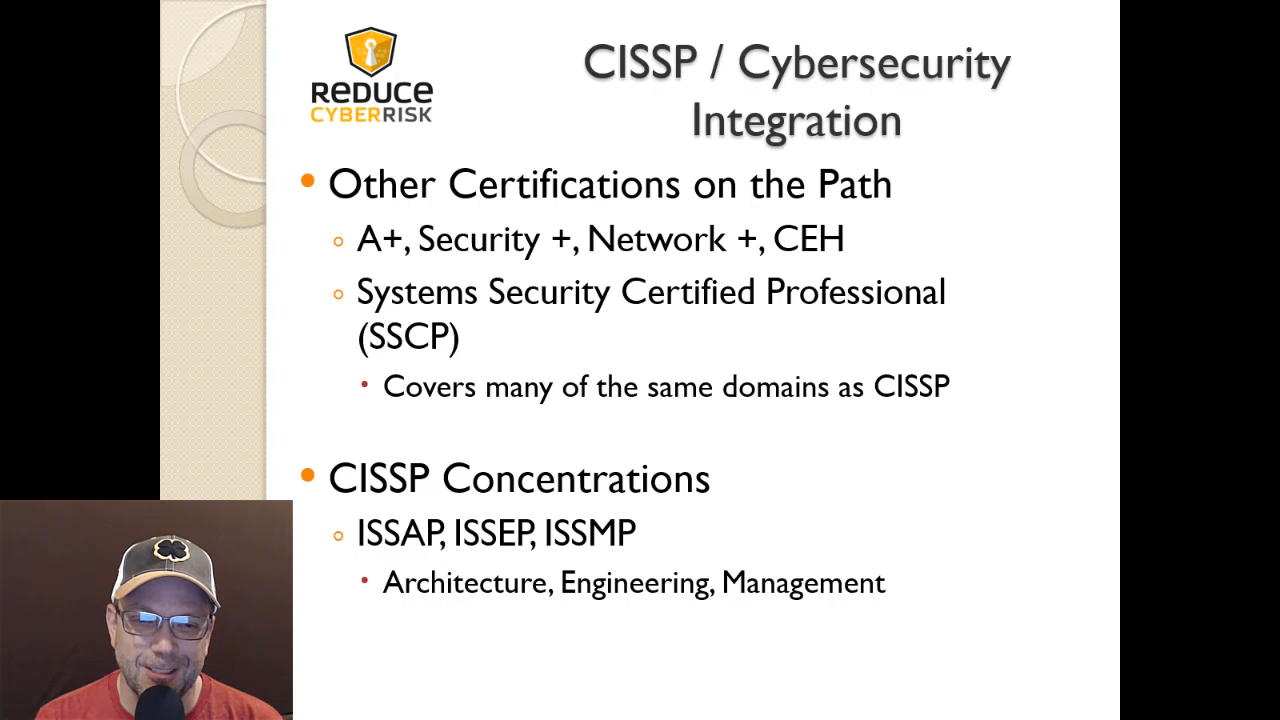 REDUCE
CYBERRISK
CISSP / Cybersecurity
Integration
Other Certifications on the Path
A+, Security +, Network +, CEH
Systems Security Certified Professional
(SSCP)
Covers many of the same domains as CISSP
CISSP Concentrations
ISSAP, ISSEP, ISSMP
Architecture, Engineering, Management